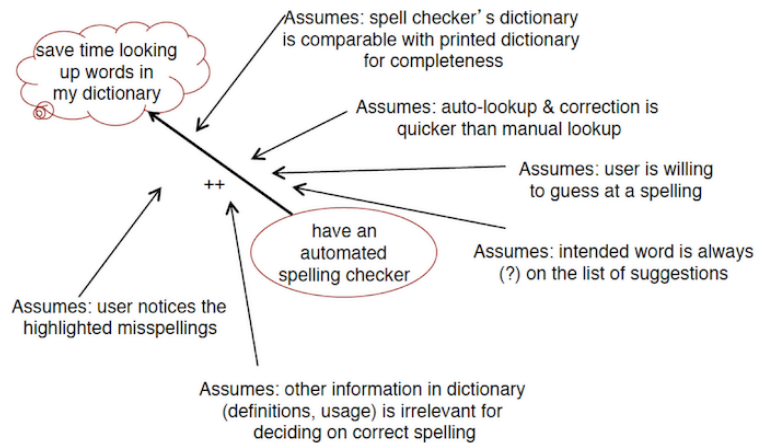 Assumes: spell checker's dictionary
is comparable with printed dictionary
for completeness
save time looking
up words in
my dictionary
Assumes: auto-lookup & correction is
quicker than manual lookup
Assumes: user is willing
to guess at a spelling
++
have an
automated
spelling checker
Assumes: intended word is always
(?) on the list of suggestions
Assumes: user notices the
highlighted misspellings
Assumes: other information in dictionary
(definitions, usage) is irrelevant for
deciding on correct spelling